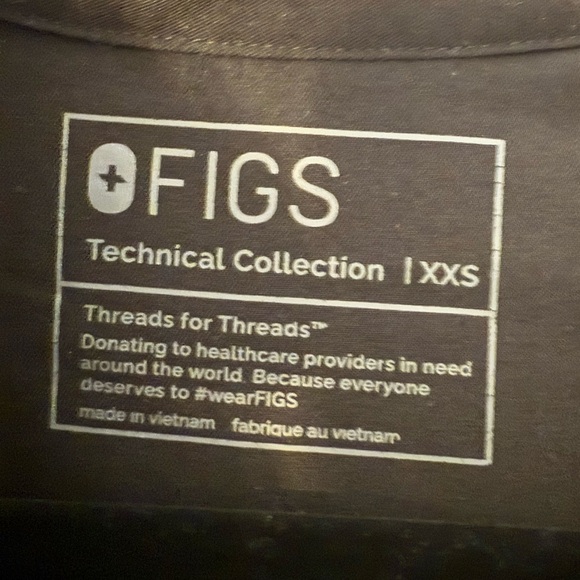 FIGS
Technical Collection | XXS
Threads for Threads™
Donating to healthcare providers in need
around the world. Because everyone
deserves to #wearFIGS
made in vietnam fabrique au vietnam